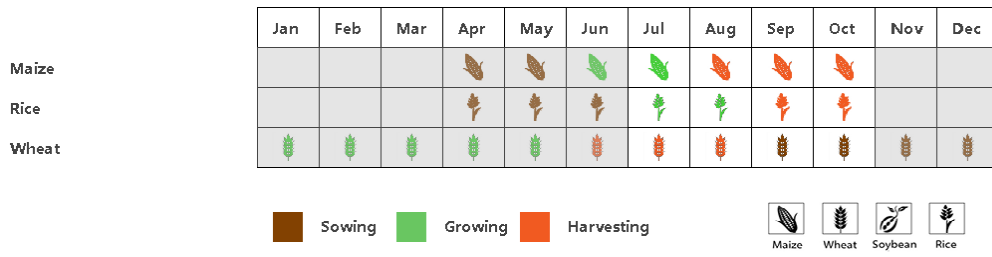 Jan Feb Mar Apr May Jun Jul Aug Sep Oct Nov Dec
Maize
Rice
Wheat
Sowing Growing Harvesting
Maize Wheat Soybean Rice